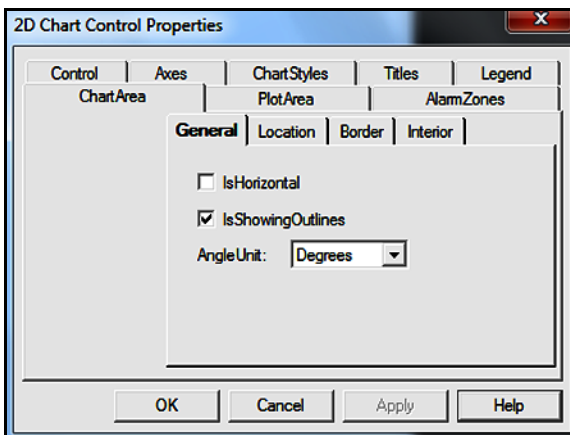 2D Chart Control Properties
X
Control Axes ChartStyles Titles Legend
ChartArea PlotArea AlarmZones
General Location Border Interior
IsHorizontal
IsShowingOutlines
AngleUnit: Degrees
OK Cancel Apply Help